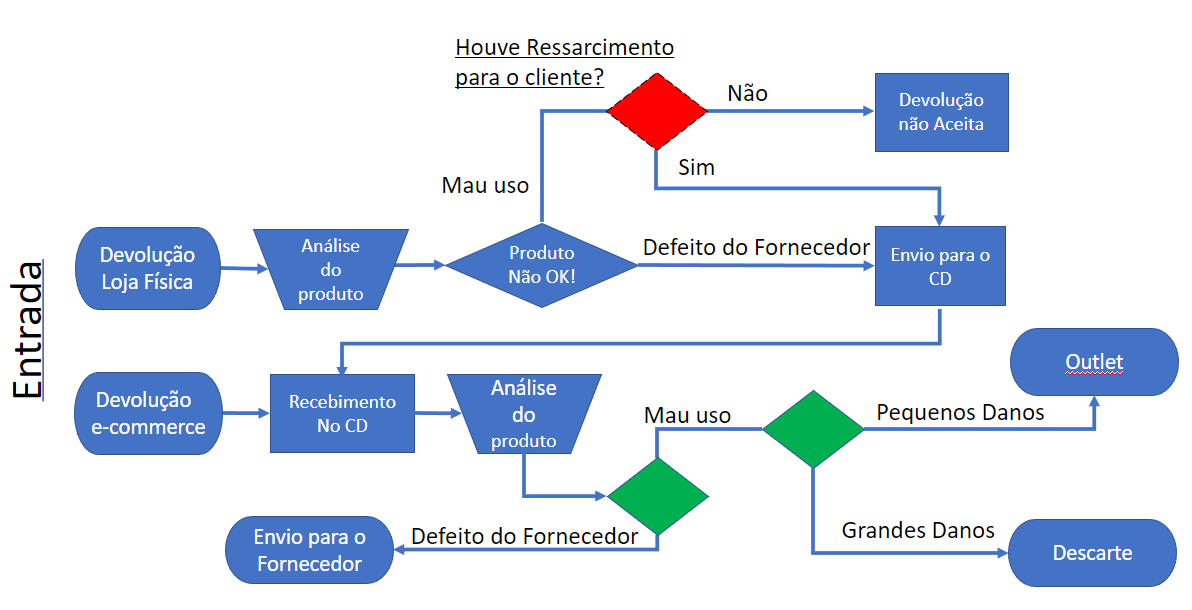 Houve Ressarcimento
para o cliente?
Não
Devolução
não Aceita
Sim
Mau uso
Entrada
Devolução
Loja Física
Análise
do
produto
Produto
Não OK!
Defeito do Fornecedor
Envio para o
CD
Devolução
e-commerce
Recebimento
No CD
Análise
do
produto
Mau uso
Pequenos Danos
Outlet
Grandes Danos
Descarte
Defeito do Fornecedor
Envio para o
Fornecedor